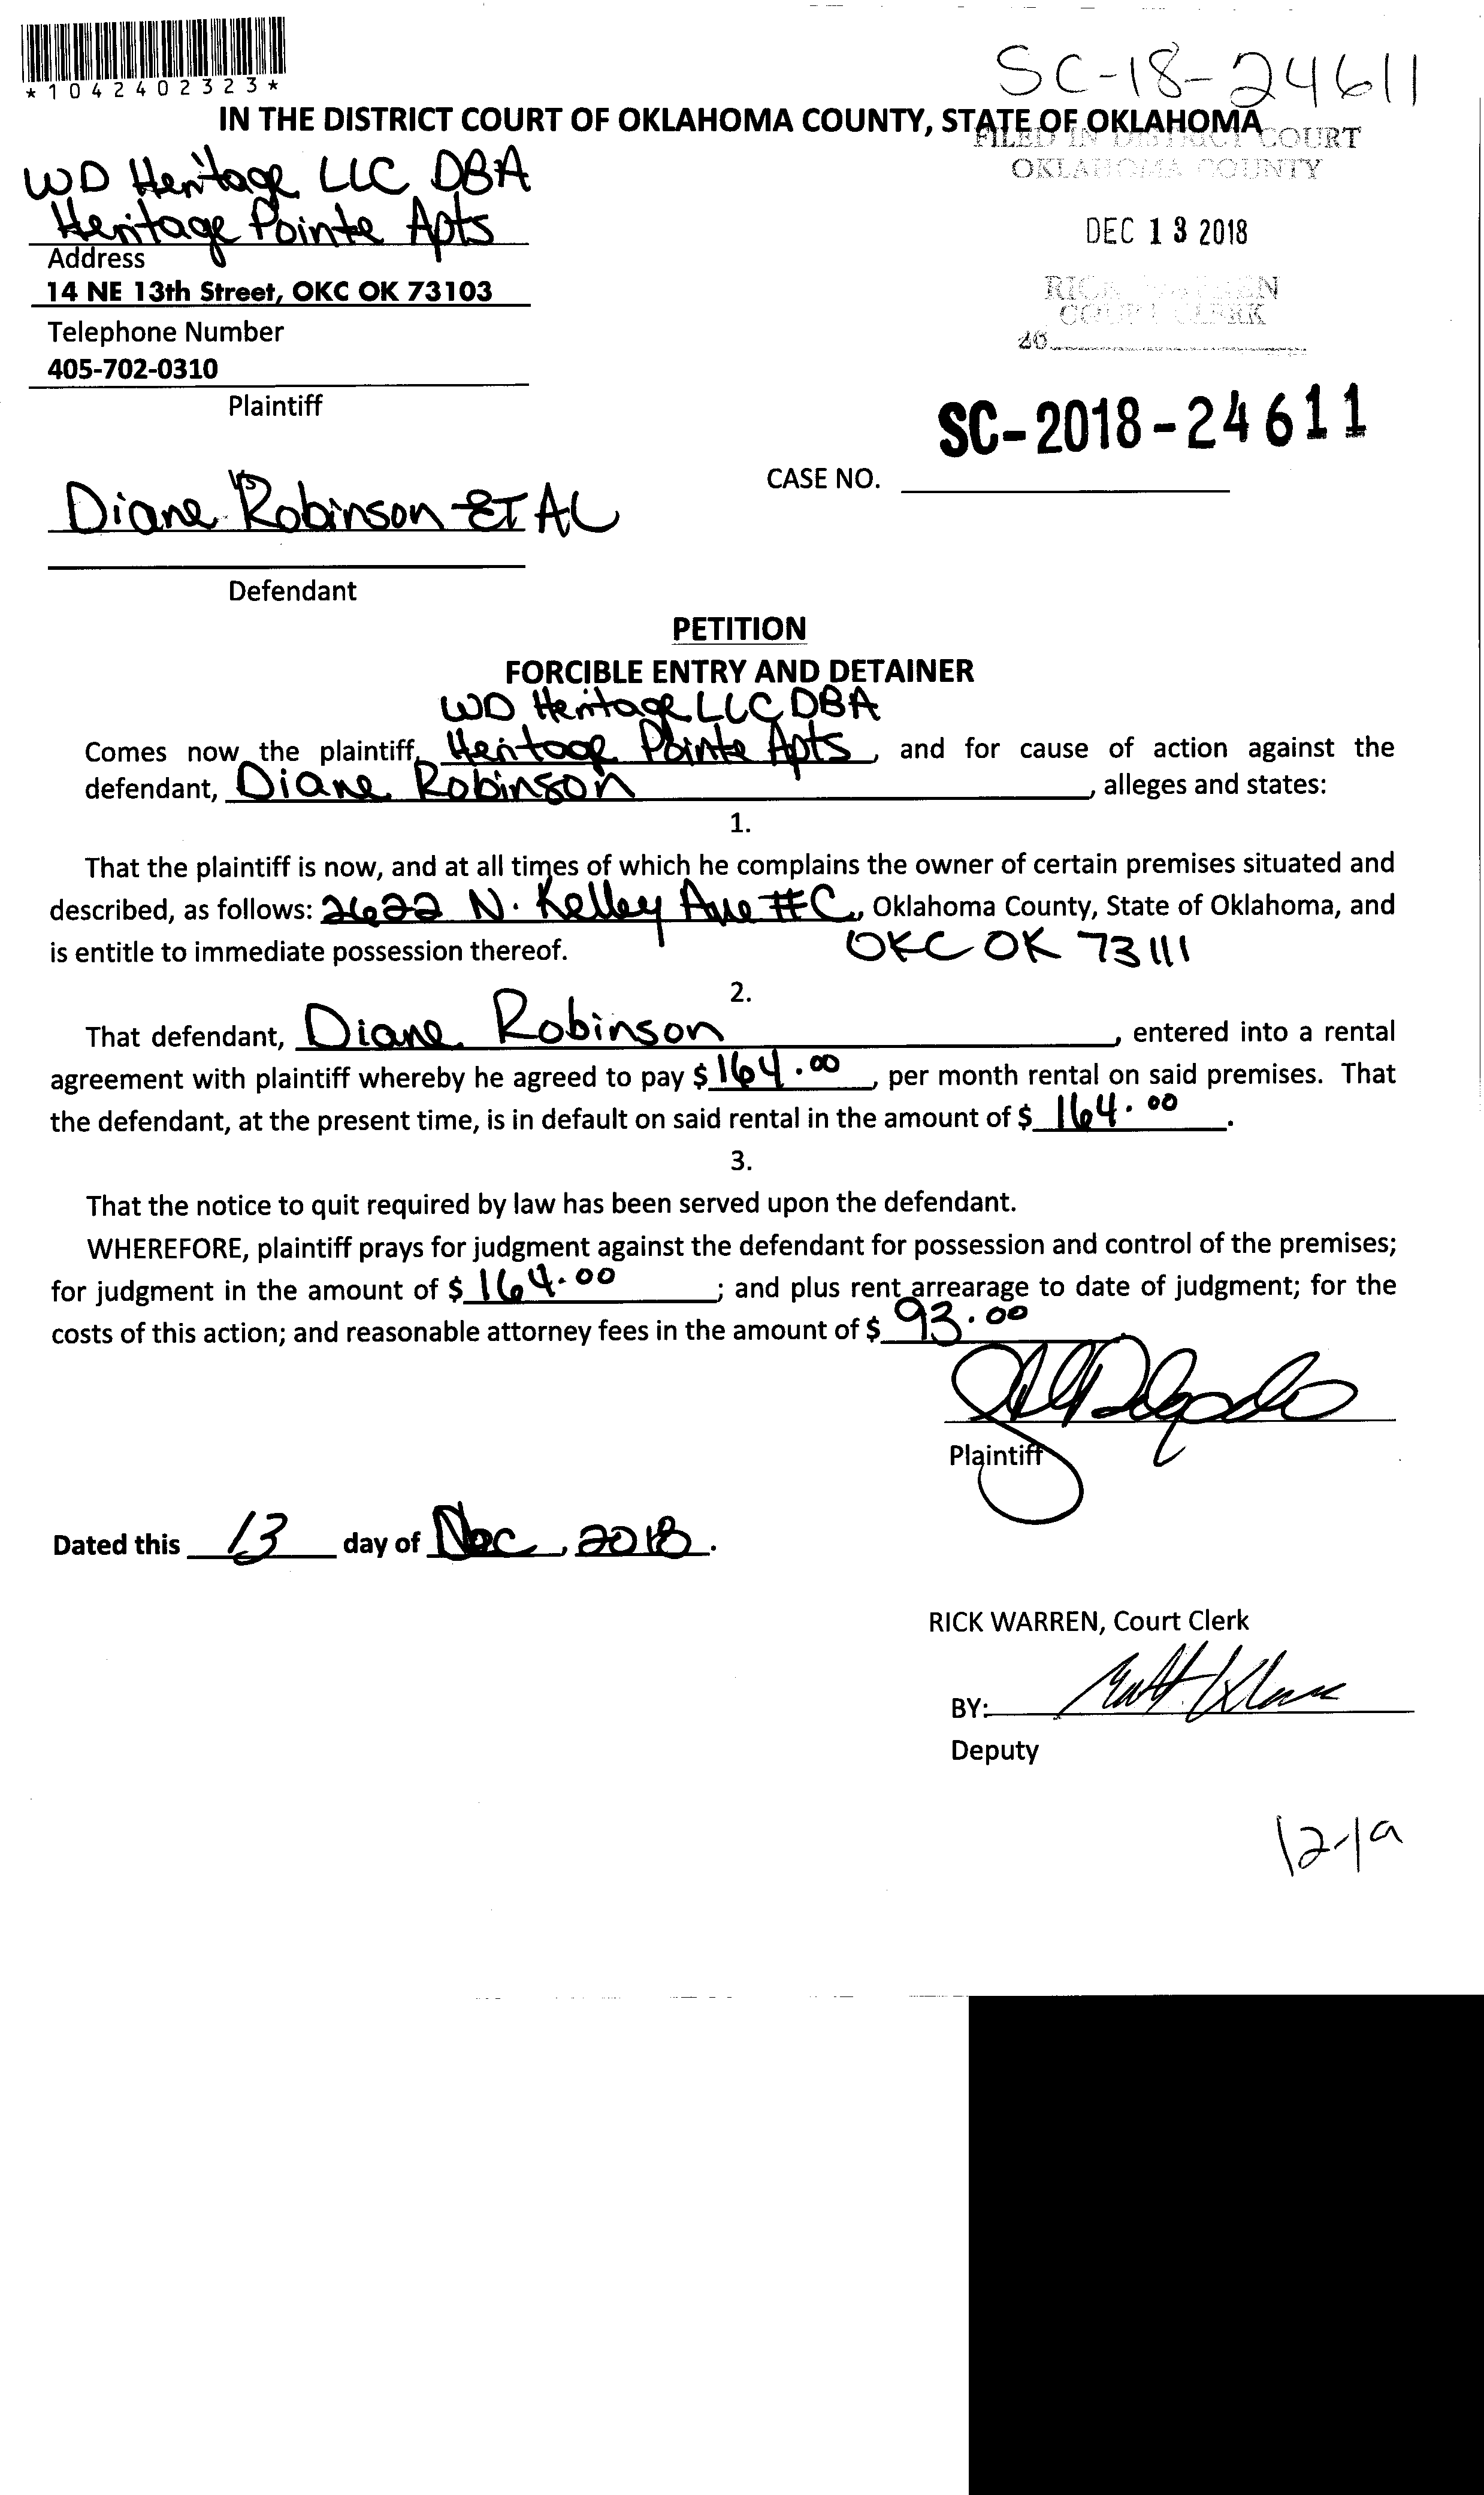 *1042402323*
SC-18-24611
IN THE DISTRICT COURT OF OKLAHOMA COUNTY, STATE OF OKLAHOMA
FILED IN DISTRICT COURT
OKLAHOMA COUNTY
WD Heritage LLC DBA
Heritage Pointe Apts
Address
14 NE 13th Street, OKC OK 73103
Telephone Number
405-702-0310
Plaintiff
DEC 13 2018
RICK WARREN
COURT CLERK
SC-2018-24611
CASE NO.
vs
Diane Robinson ET AL
Defendant
PETITION
FORCIBLE ENTRY AND DETAINER
WD Heritage LLC DBA
Comes now the plaintiff, Heritage Pointe Apts, and for cause of action against the
defendant, Diane Robinson, alleges and states:
1.
That the plaintiff is now, and at all times of which he complains the owner of certain premises situated and
described, as follows: 2622 N. Kelley Ave #C, Oklahoma County, State of Oklahoma, and
is entitle to immediate possession thereof. OKC OK 73111
2.
That defendant, Diane Robinson, entered into a rental
agreement with plaintiff whereby he agreed to pay $164.00, per month rental on said premises. That
the defendant, at the present time, is in default on said rental in the amount of $ 164.00.
3.
That the notice to quit required by law has been served upon the defendant.
WHEREFORE, plaintiff prays for judgment against the defendant for possession and control of the premises;
for judgment in the amount of $ 164.00; and plus rent arrearage to date of judgment; for the
costs of this action; and reasonable attorney fees in the amount of $ 93.00
Plaintiff
Dated this 13 day of Dec, 2018.
RICK WARREN, Court Clerk
BY:
Deputy